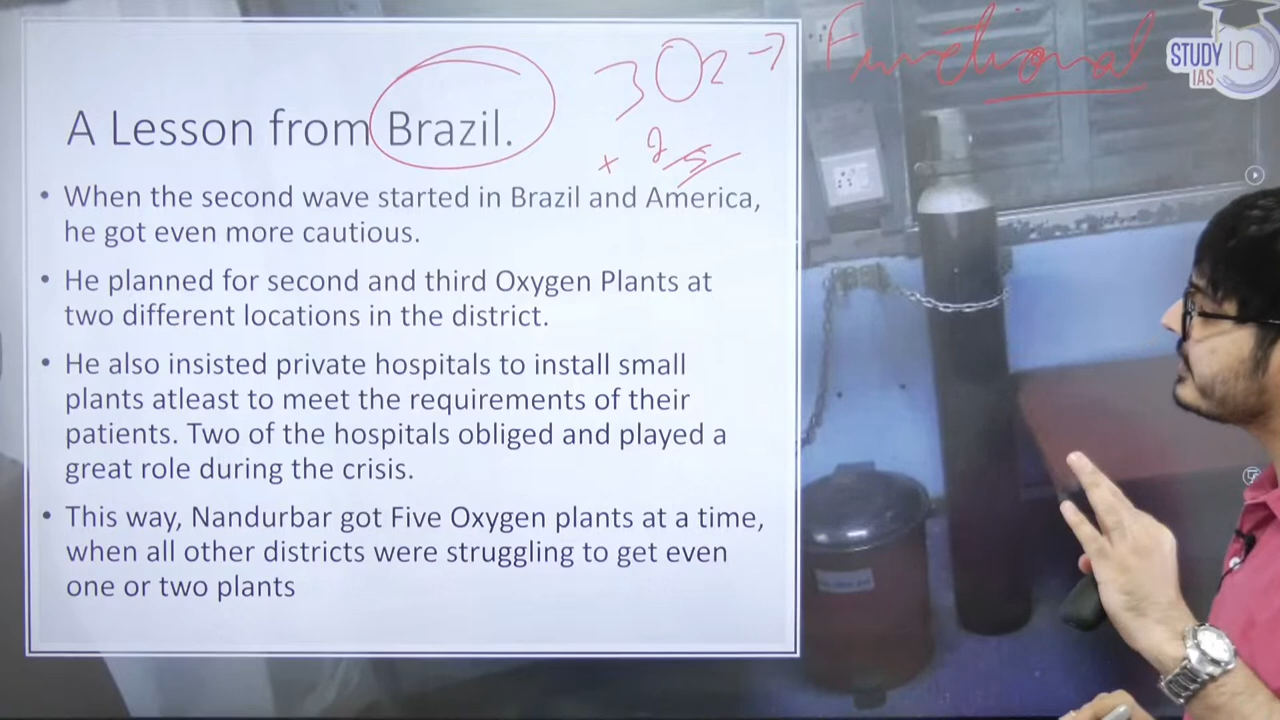 A Lesson from Brazil.
3O2 → Functional
+ 2
• When the second wave started in Brazil and America,
he got even more cautious.
• He planned for second and third Oxygen Plants at
two different locations in the district.
• He also insisted private hospitals to install small
plants atleast to meet the requirements of their
patients. Two of the hospitals obliged and played a
great role during the crisis.
• This way, Nandurbar got Five Oxygen plants at a time,
when all other districts were struggling to get even
one or two plants
STUDY IQ
IAS